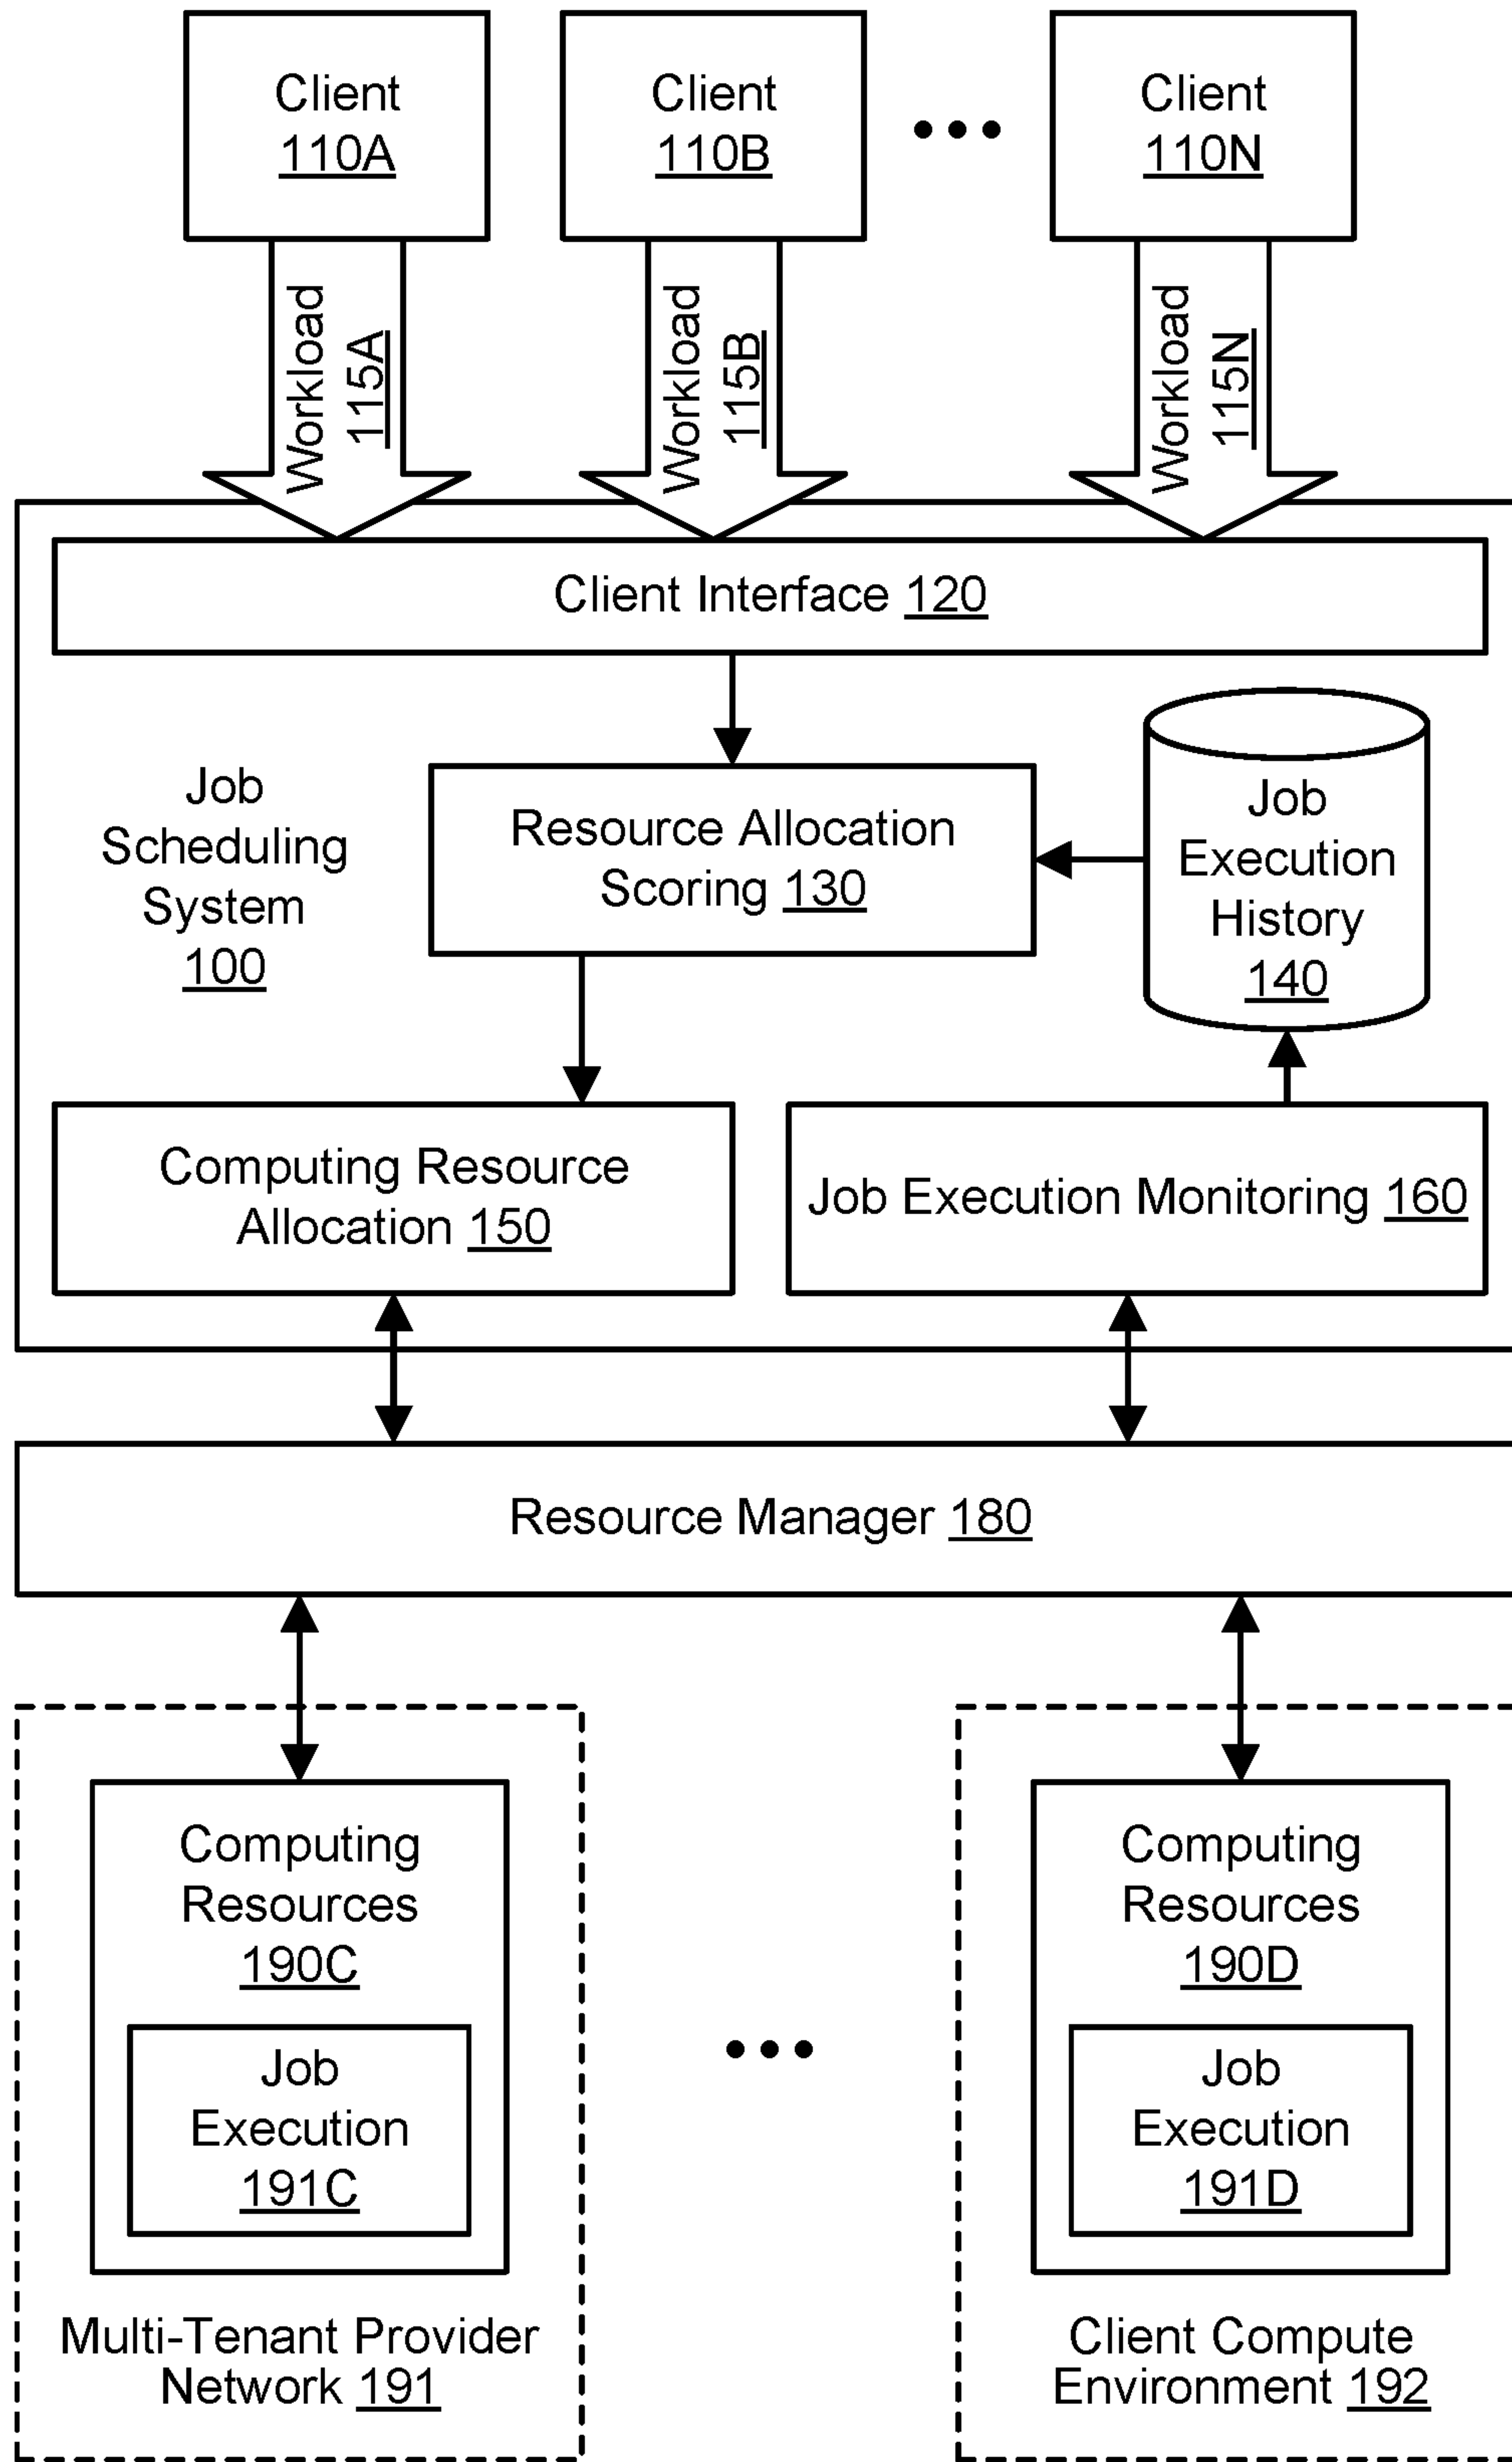 Client
110A
Client
110B
Client
110N
Workload
115A
Workload
115B
Workload
115N
Client Interface 120
Job
Scheduling
System
100
Resource Allocation
Scoring 130
Job
Execution
History
140
Computing Resource
Allocation 150
Job Execution Monitoring 160
Resource Manager 180
Computing
Resources
190C
Job
Execution
191C
Multi-Tenant Provider
Network 191
Computing
Resources
190D
Job
Execution
191D
Client Compute
Environment 192